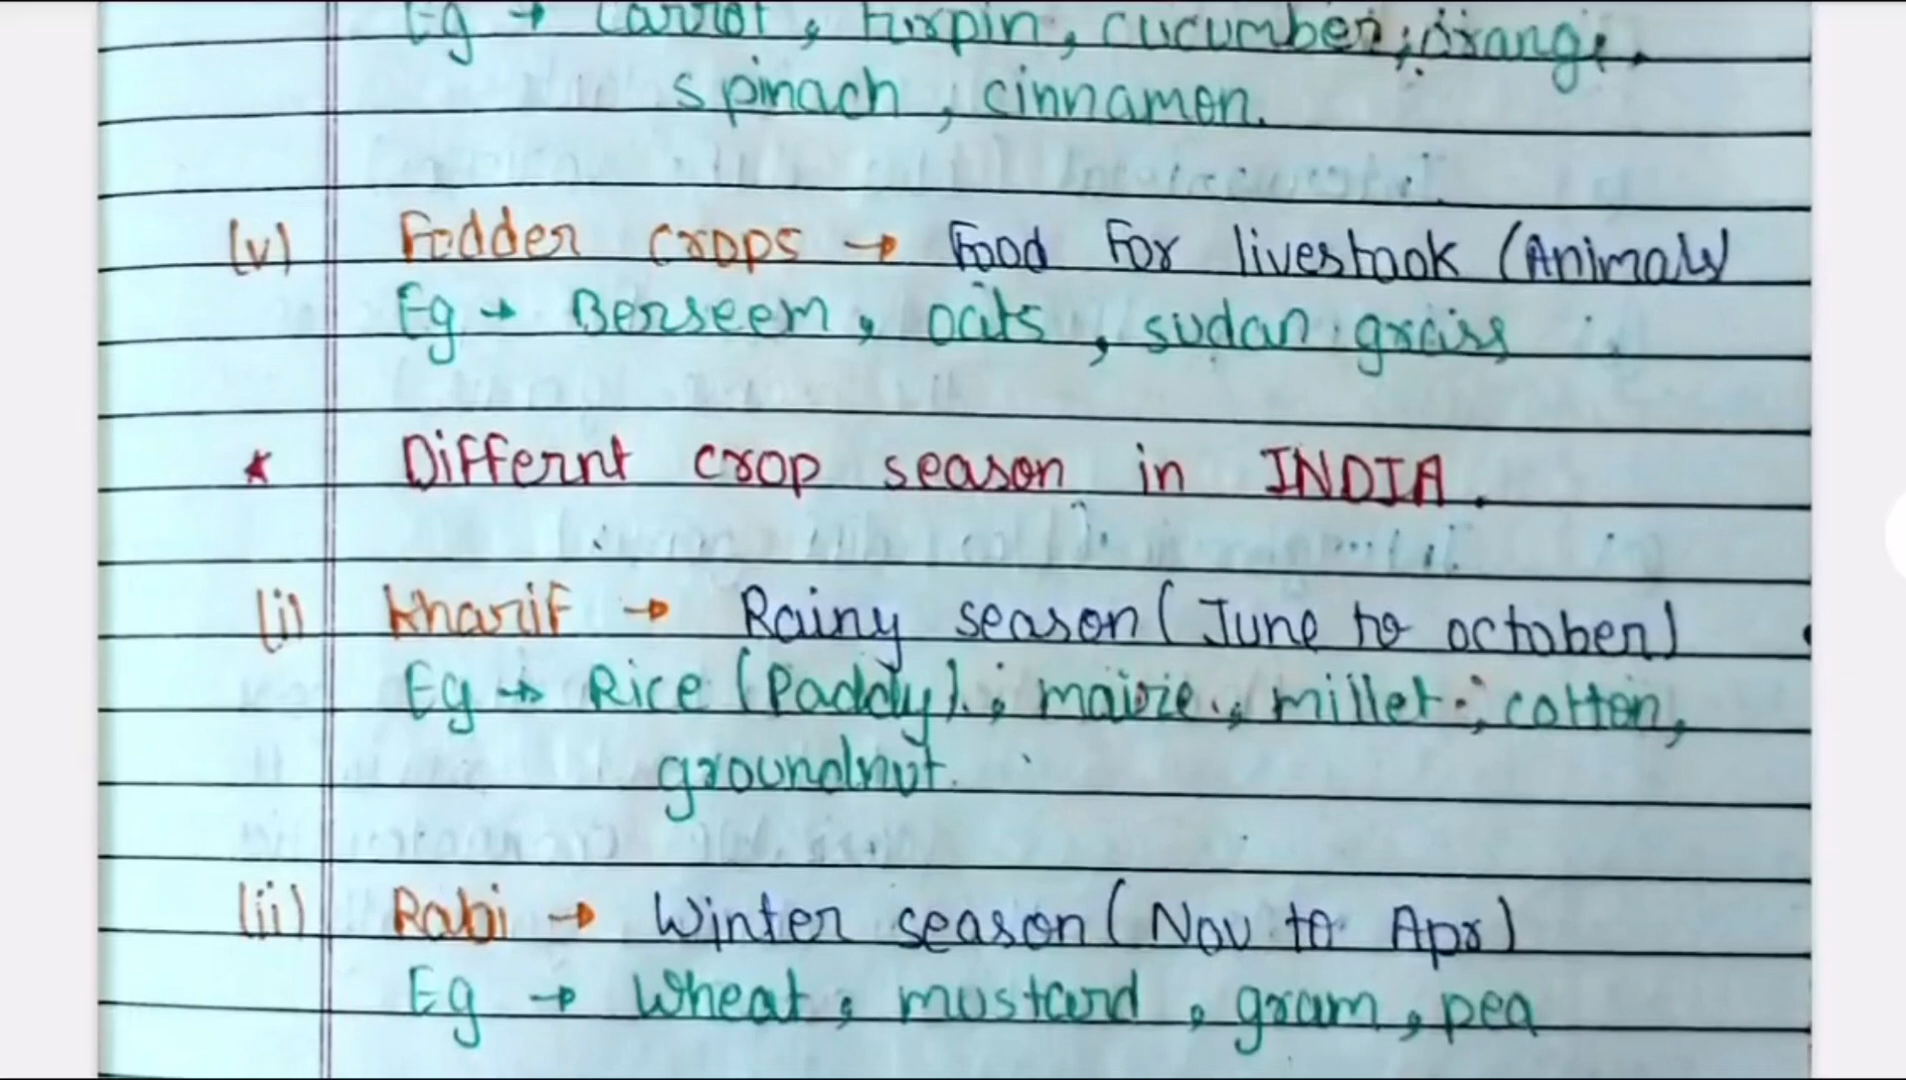 Eg → Carrot, turpin, cucumber, orange,
spinach, cinnamon.
(v) Fodder crops → Food For livestook (Animals)
Eg → Berseem, oats, sudan grass
* Differnt crop season in INDIA.
(i) Kharif → Rainy season (June to october)
Eg → Rice (Paddy), maize, millet, cotton,
groundnut.
(ii) Rabi → Winter season (Nov to Apr)
Eg → Wheat, mustard, gram, pea